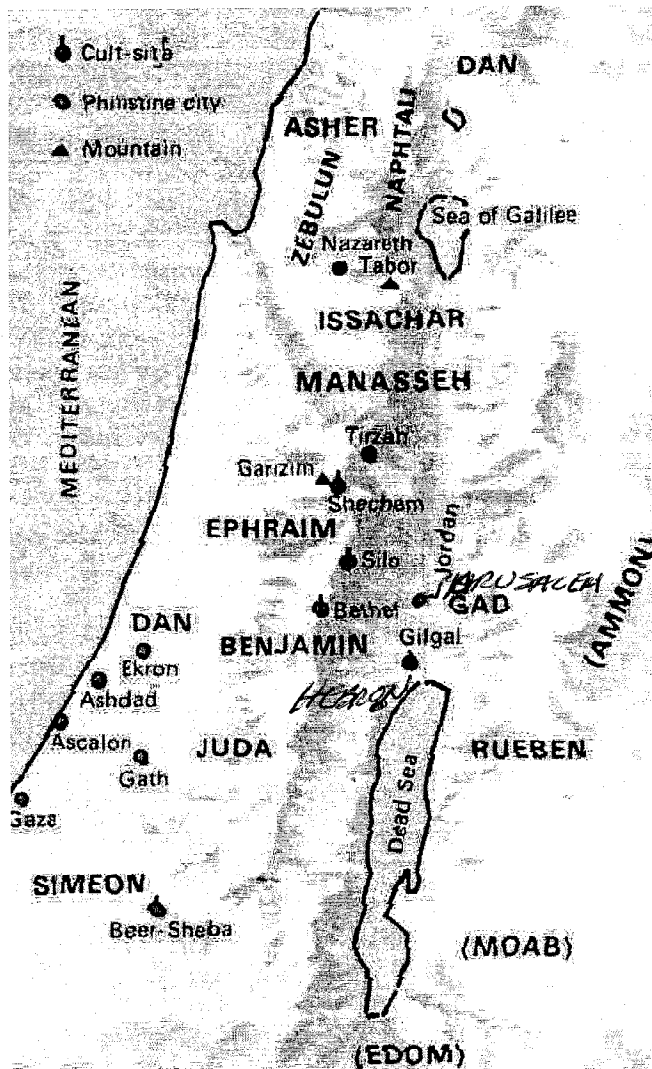 Cult-site
Philistine city
Mountain
DAN
ASHER
NAPHTALI
ZEBULUN
Sea of Galilee
Nazareth
Tabor
MEDITERRANEAN
ISSACHAR
MANASSEH
Tirzah
Garizim
Shechem
EPHRAIM
Jordan
Silo
JARUSALEM
(AMMON)
Bethel
GAD
DAN
BENJAMIN
Gilgal
Ekron
Ashdad
HEBRON
Ascalon
JUDA
RUEBEN
Gath
Dead Sea
Gaza
SIMEON
Beer-Sheba
(MOAB)
(EDOM)